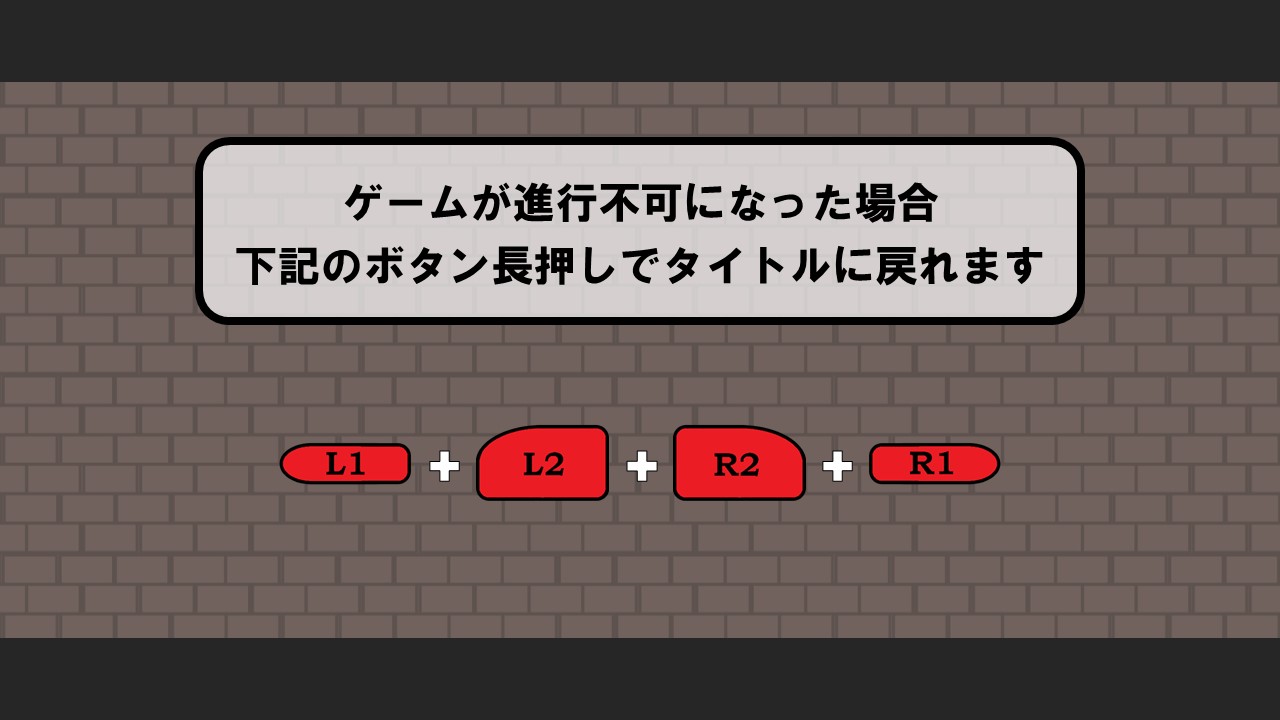 ゲームが進行不可になった場合
下記のボタン長押しでタイトルに戻れます
L1 + L2 + R2 + R1